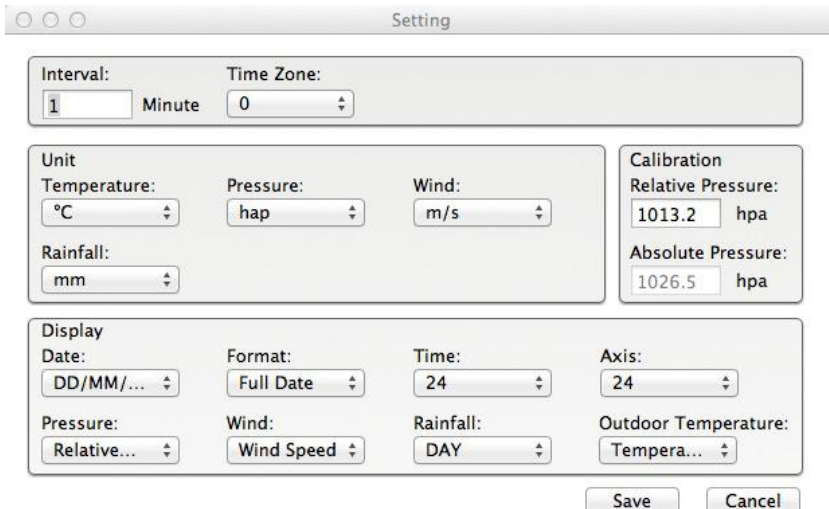 Setting
Interval: Time Zone:
1 Minute 0
Unit
Temperature: Pressure: Wind:
°C hap m/s
Rainfall:
mm
Calibration
Relative Pressure:
1013.2 hpa
Absolute Pressure:
1026.5 hpa
Display
Date: Format: Time: Axis:
DD/MM/... Full Date 24 24
Pressure: Wind: Rainfall: Outdoor Temperature:
Relative... Wind Speed DAY Tempera...
Save Cancel